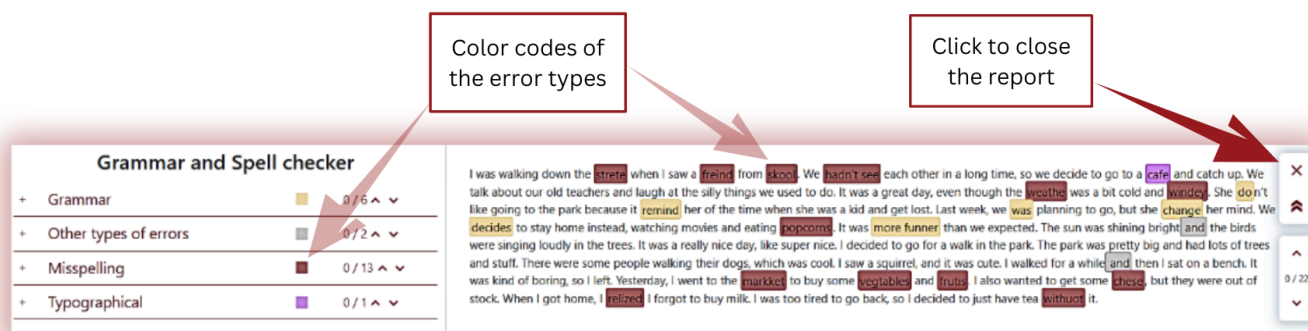 Color codes of
the error types
Click to close
the report
Grammar and Spell checker
+ Grammar 0/6
+ Other types of errors 0/2
+ Misspelling 0/13
+ Typographical 0/1
I was walking down the strete when I saw a freind from skool. We hadn't see each other in a long time, so we decide to go to a cafe and catch up. We
talk about our old teachers and laugh at the silly things we used to do. It was a great day, even though the weathe was a bit cold and windey. She don't
like going to the park because it remind her of the time when she was a kid and get lost. Last week, we was planning to go, but she change her mind. We
decides to stay home instead, watching movies and eating popcorns. It was more funner than we expected. The sun was shining bright and the birds
were singing loudly in the trees. It was a really nice day, like super nice. I decided to go for a walk in the park. The park was pretty big and had lots of trees
and stuff. There were some people walking their dogs, which was cool. I saw a squirrel, and it was cute. I walked for a while and then I sat on a bench. It
was kind of boring, so I left. Yesterday, I went to the markket to buy some vegtables and frutis. I also wanted to get some chese, but they were out of
stock. When I got home, I relized I forgot to buy milk. I was too tired to go back, so I decided to just have tea withuot it.
0 / 22